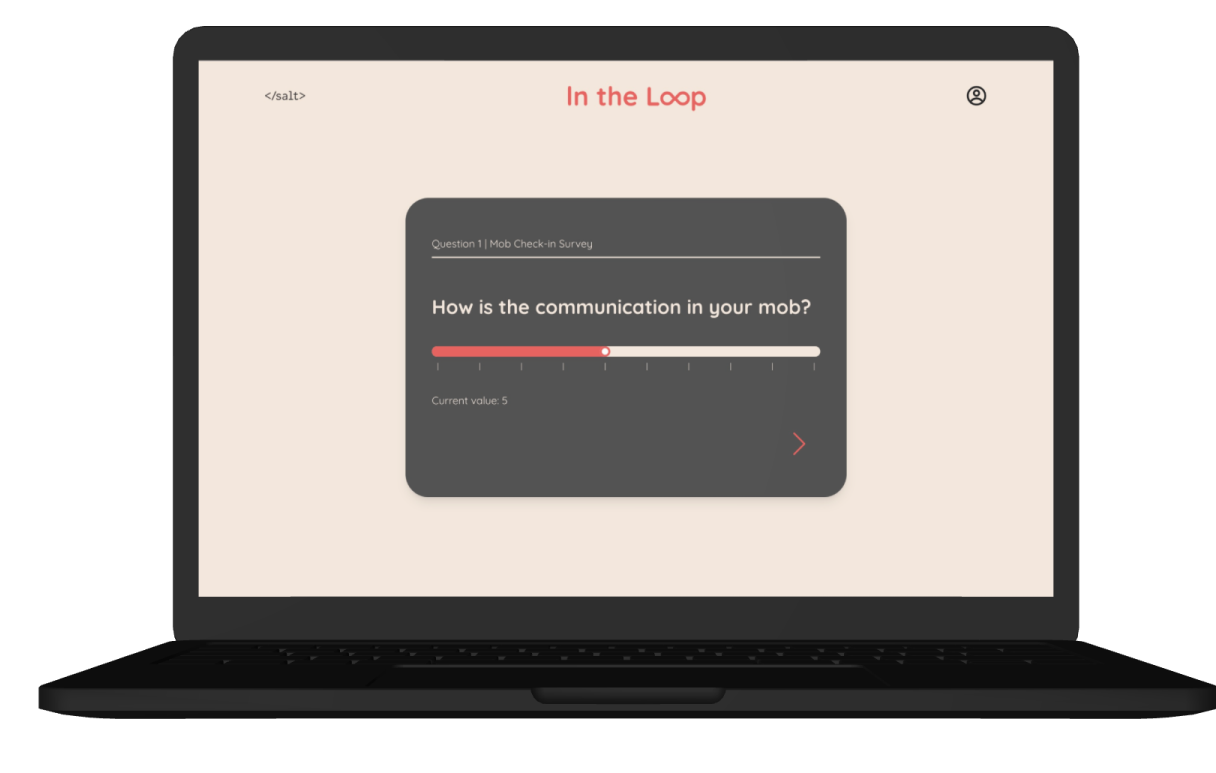 </salt>
In the Loop
Question 1 | Mob Check-in Survey
How is the communication in your mob?
Current value: 5